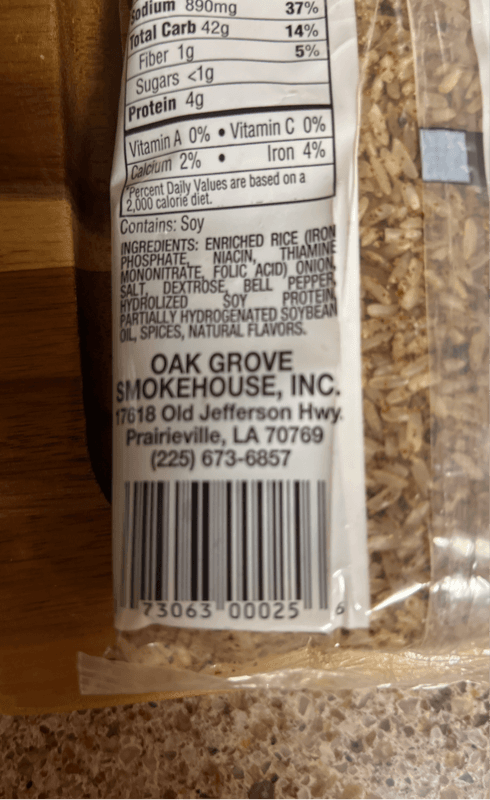 Sodium 890mg 37%
Total Carb 42g 14%
Fiber 1g 5%
Sugars <1g
Protein 4g
Vitamin A 0% • Vitamin C 0%
Calcium 2% • Iron 4%
*Percent Daily Values are based on a
2,000 calorie diet.
Contains: Soy
INGREDIENTS: ENRICHED RICE (IRON
PHOSPHATE, NIACIN, THIAMINE
MONONITRATE, FOLIC ACID) ONION,
SALT, DEXTROSE, BELL PEPPER,
HYDROLIZED SOY PROTEIN,
PARTIALLY HYDROGENATED SOYBEAN
OIL, SPICES, NATURAL FLAVORS.
OAK GROVE
SMOKEHOUSE, INC.
17618 Old Jefferson Hwy.
Prairieville, LA 70769
(225) 673-6857
73063 00025 6